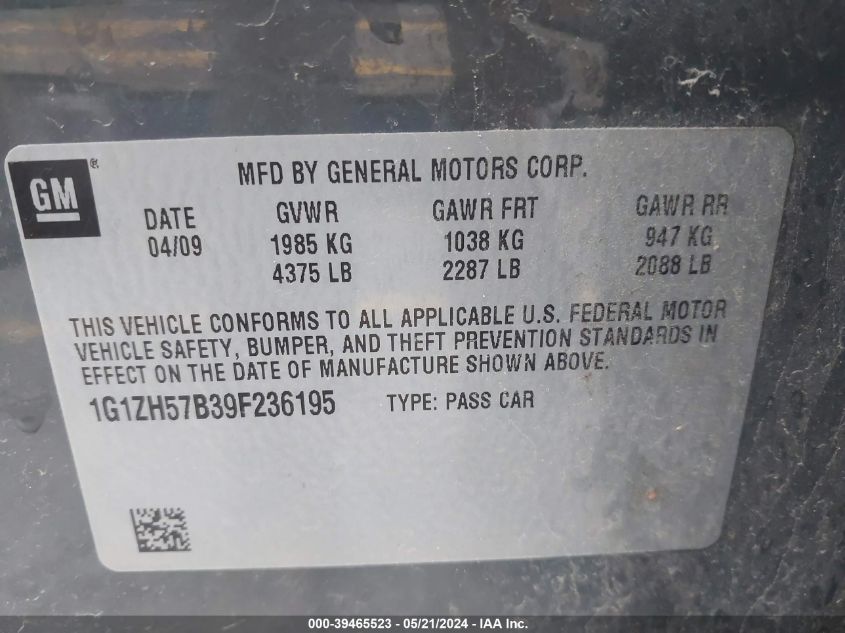 GM®
MFD BY GENERAL MOTORS CORP.
DATE GVWR GAWR FRT GAWR RR
04/09 1985 KG 1038 KG 947 KG
4375 LB 2287 LB 2088 LB
THIS VEHICLE CONFORMS TO ALL APPLICABLE U.S. FEDERAL MOTOR
VEHICLE SAFETY, BUMPER, AND THEFT PREVENTION STANDARDS IN
EFFECT ON THE DATE OF MANUFACTURE SHOWN ABOVE.
1G1ZH57B39F236195 TYPE: PASS CAR
000-39465523 - 05/21/2024 - IAA Inc.